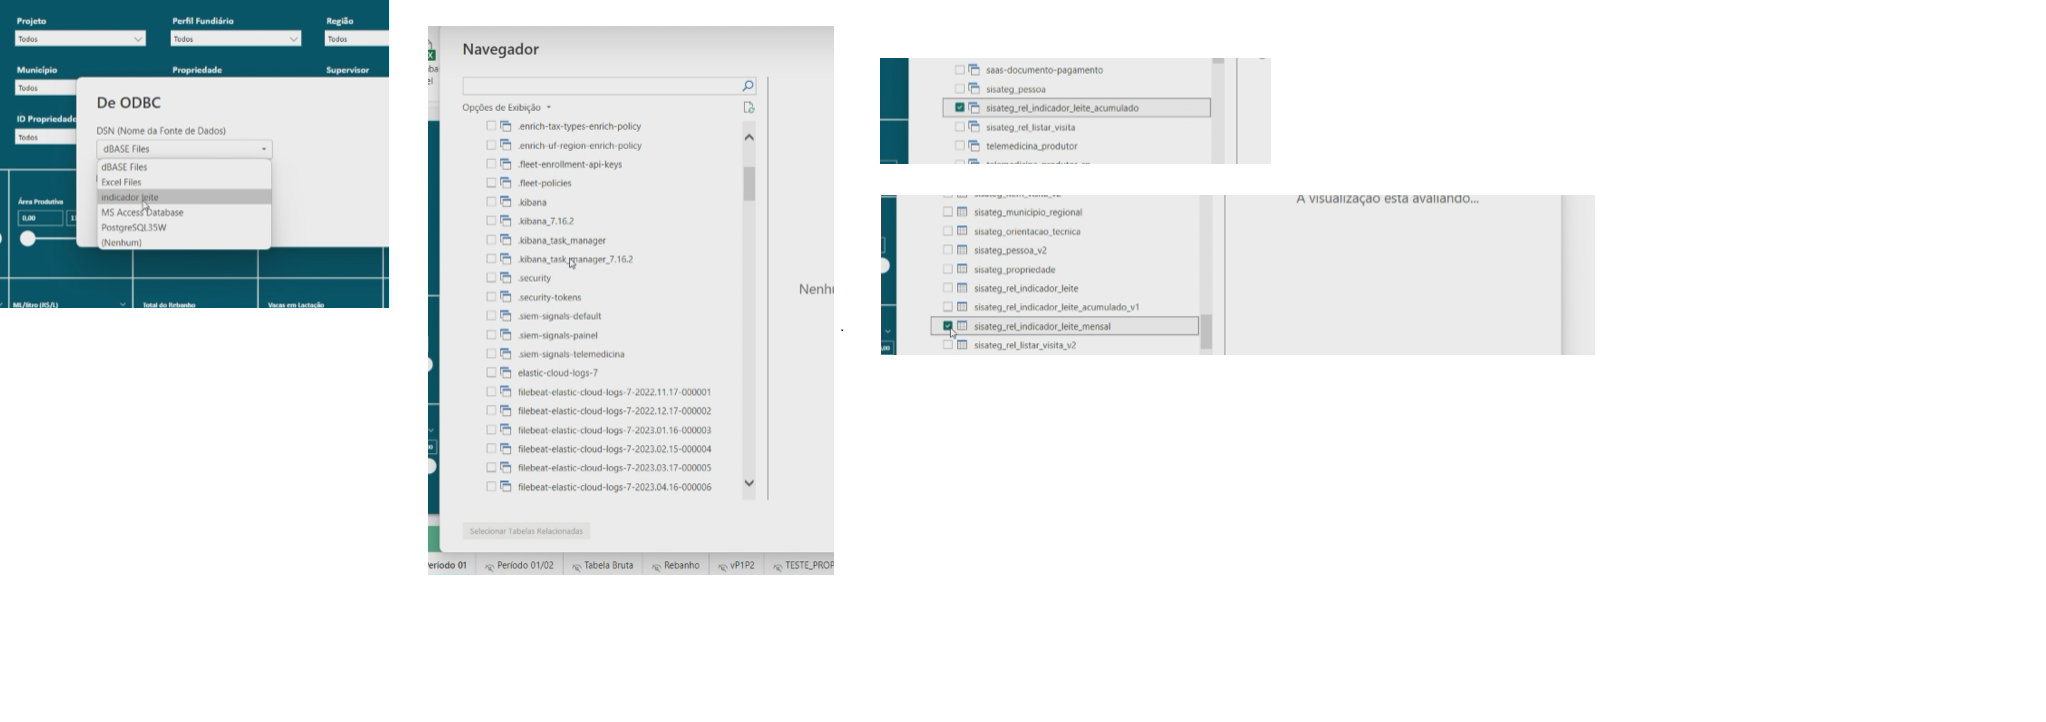 Projeto
Perfil Fundiário
Região
Todos
Todos
Todos
Município
Propriedade
Supervisor
Todos
De ODBC
ID Propriedade
DSN (Nome da Fonte de Dados)
Todos
dBASE Files
dBASE Files
Excel Files
indicador leite
MS Access Database
PostgreSQL35W
(Nenhum)
Área Produtiva
0,00
ML/litro (R$/L)
Total do Rebanho
Vacas em Lactação
Navegador
Opções de Exibição
.enrich-tax-types-enrich-policy
.enrich-uf-region-enrich-policy
.fleet-enrollment-api-keys
.fleet-policies
.kibana
.kibana_7.16.2
.kibana_task_manager
.kibana_task_manager_7.16.2
.security
.security-tokens
.siem-signals-default
.siem-signals-painel
.siem-signals-telemedicina
elastic-cloud-logs-7
filebeat-elastic-cloud-logs-7-2022.11.17-000001
filebeat-elastic-cloud-logs-7-2022.12.17-000002
filebeat-elastic-cloud-logs-7-2023.01.16-000003
filebeat-elastic-cloud-logs-7-2023.02.15-000004
filebeat-elastic-cloud-logs-7-2023.03.17-000005
filebeat-elastic-cloud-logs-7-2023.04.16-000006
Nenhu
Selecionar Tabelas Relacionadas
eríodo 01
Período 01/02
Tabela Bruta
Rebanho
vP1P2
TESTE_PROP
saas-documento-pagamento
sisateg_pessoa
sisateg_rel_indicador_leite_acumulado
sisateg_rel_listar_visita
telemedicina_produtor
sisateg_municipio_regional
sisateg_orientacao_tecnica
sisateg_pessoa_v2
sisateg_propriedade
sisateg_rel_indicador_leite
sisateg_rel_indicador_leite_acumulado_v1
sisateg_rel_indicador_leite_mensal
sisateg_rel_listar_visita_v2
A visualização está avaliando...